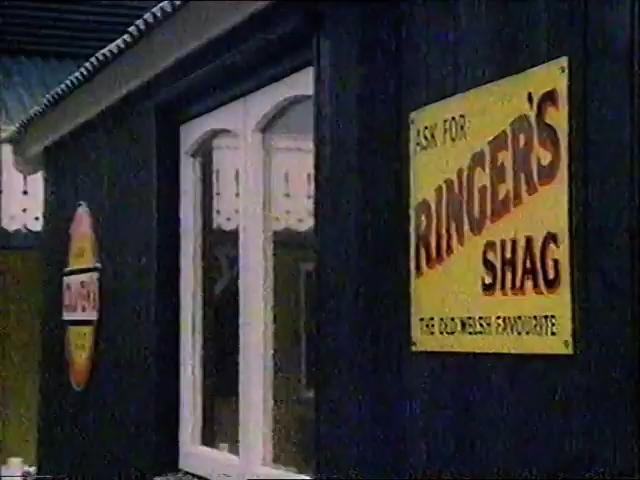 ASK FOR
RINGER'S
SHAG
THE OLD WELSH FAVOURITE